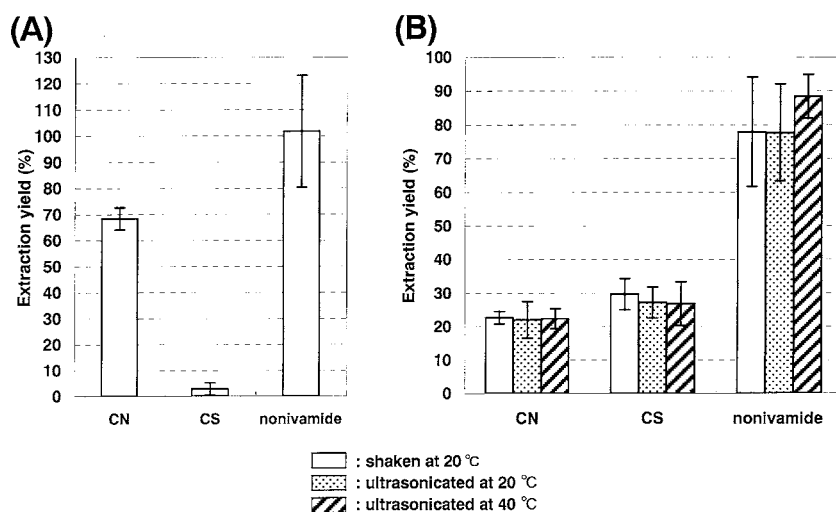 (A)
130
120
110
100
90
80
70
60
50
40
30
20
10
0
Extraction yield (%)
CN CS nonivamide
(B)
100
90
80
70
60
50
40
30
20
10
0
Extraction yield (%)
CN CS nonivamide
: shaken at 20 ℃
: ultrasonicated at 20 ℃
: ultrasonicated at 40 ℃